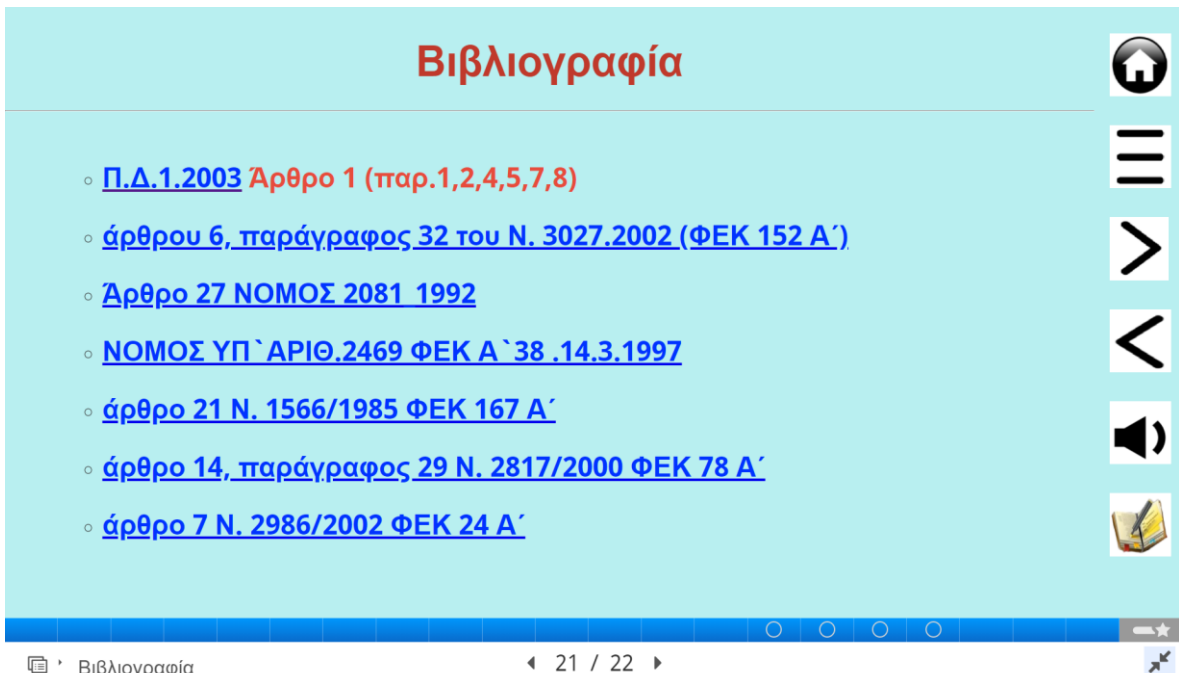 Βιβλιογραφία
Π.Δ.1.2003 Άρθρο 1 (παρ.1,2,4,5,7,8)
άρθρου 6, παράγραφος 32 του Ν. 3027.2002 (ΦΕΚ 152 Α΄)
Άρθρο 27 ΝΟΜΟΣ 2081_1992
ΝΟΜΟΣ ΥΠ`ΑΡΙΘ.2469 ΦΕΚ Α`38 .14.3.1997
άρθρο 21 Ν. 1566/1985 ΦΕΚ 167 Α΄
άρθρο 14, παράγραφος 29 Ν. 2817/2000 ΦΕΚ 78 Α΄
άρθρο 7 Ν. 2986/2002 ΦΕΚ 24 Α΄
Βιβλιογραφία 21 / 22